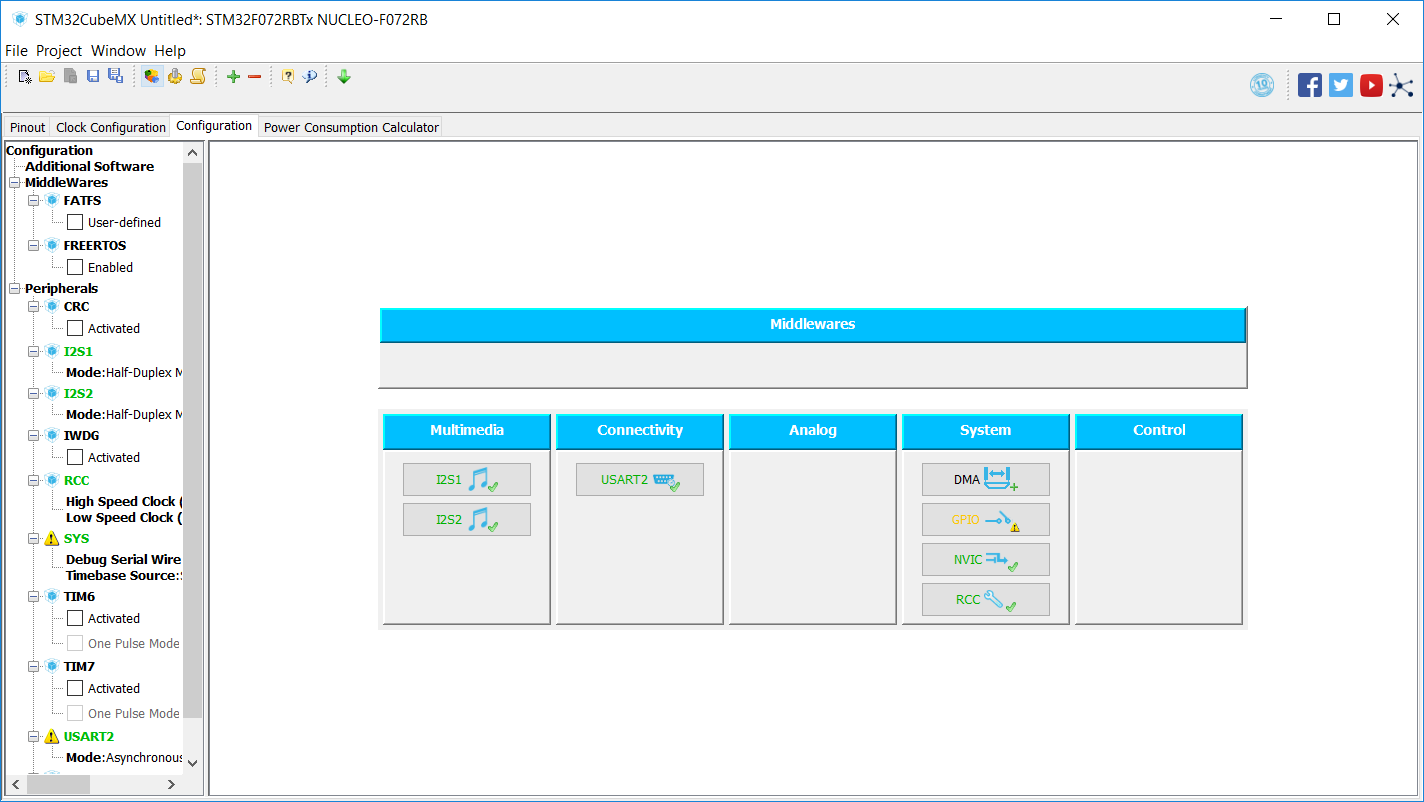 STM32CubeMX Untitled*: STM32F072RBTx NUCLEO-F072RB
File Project Window Help
Pinout Clock Configuration Configuration Power Consumption Calculator
Configuration
Additional Software
MiddleWares
FATFS
User-defined
FREERTOS
Enabled
Peripherals
CRC
Activated
I2S1
Mode:Half-Duplex M
I2S2
Mode:Half-Duplex M
IWDG
Activated
RCC
High Speed Clock (
Low Speed Clock (
SYS
Debug Serial Wire
Timebase Source:
TIM6
Activated
One Pulse Mode
TIM7
Activated
One Pulse Mode
USART2
Mode:Asynchronous
Middlewares
Multimedia Connectivity Analog System Control
I2S1 USART2 DMA
I2S2 GPIO
NVIC
RCC